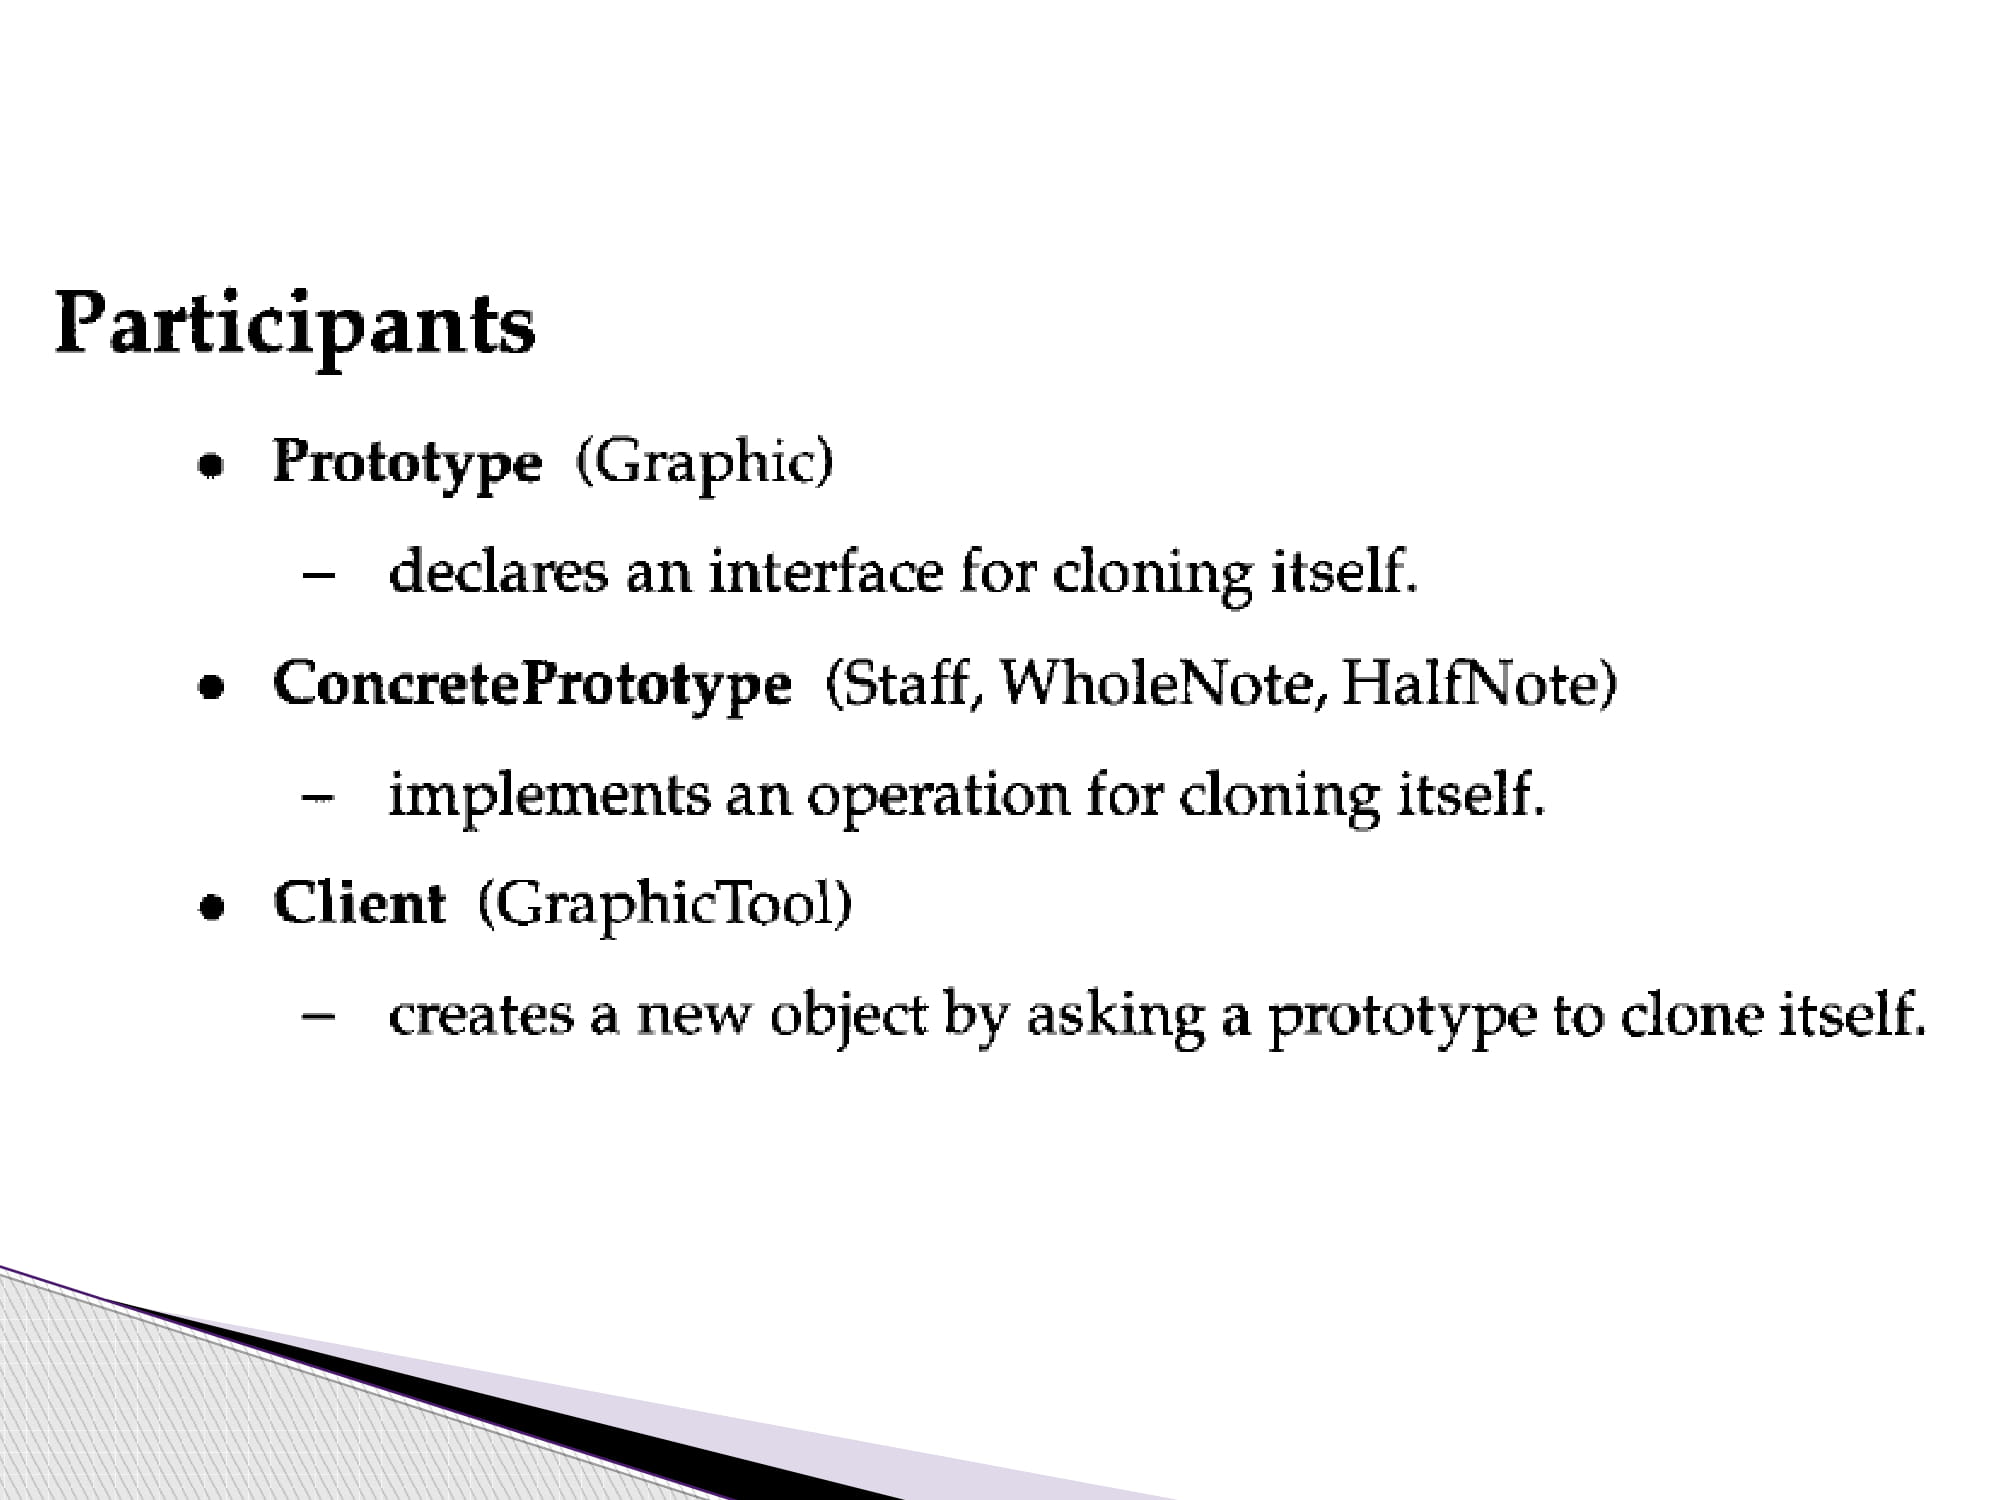 Participants
• Prototype (Graphic)
– declares an interface for cloning itself.
• ConcretePrototype (Staff, WholeNote, HalfNote)
– implements an operation for cloning itself.
• Client (GraphicTool)
– creates a new object by asking a prototype to clone itself.